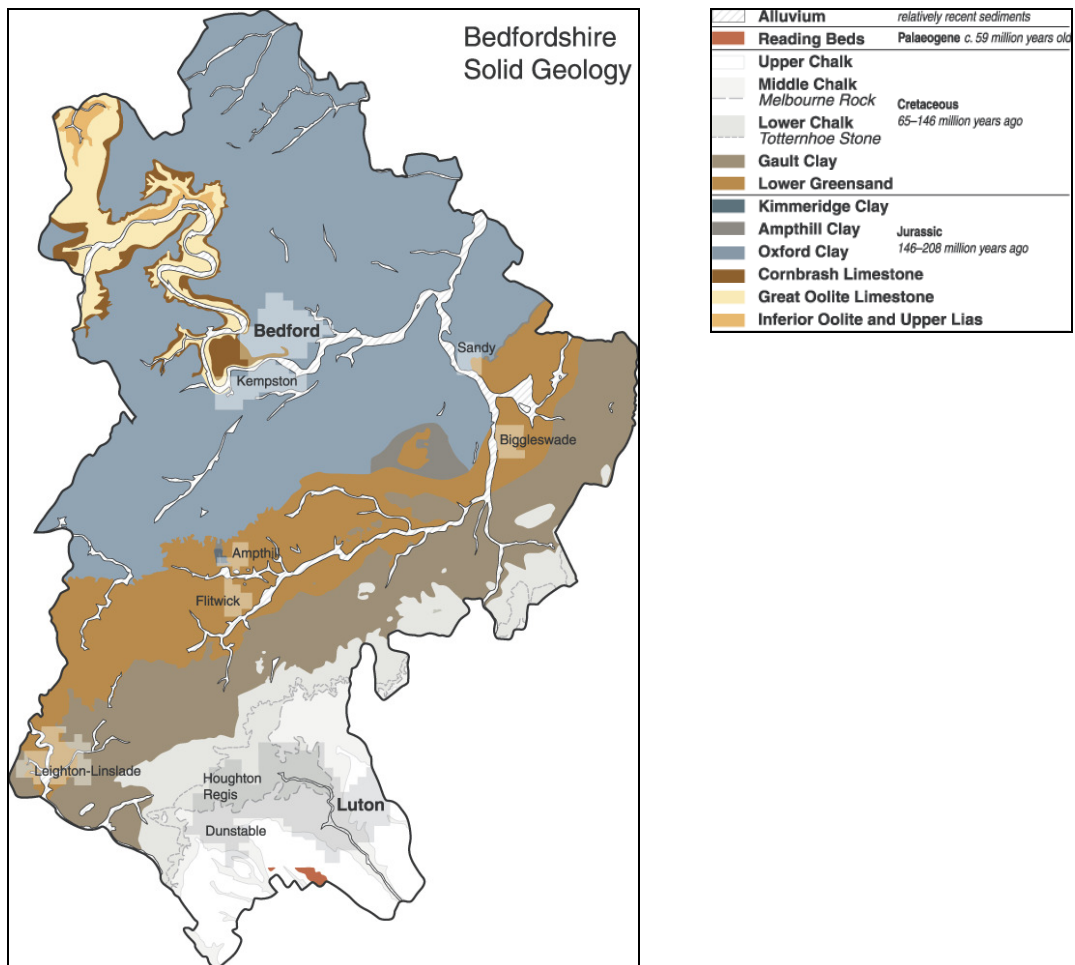 Bedfordshire
Solid Geology
Bedford
Kempston
Sandy
Biggleswade
Ampthill
Flitwick
Leighton-Linslade
Houghton
Regis
Luton
Dunstable
Alluvium relatively recent sediments
Reading Beds Palaeogene c. 59 million years old
Upper Chalk
Middle Chalk
Melbourne Rock
Cretaceous
65–146 million years ago
Lower Chalk
Totternhoe Stone
Gault Clay
Lower Greensand
Kimmeridge Clay
Ampthill Clay
Jurassic
146–208 million years ago
Oxford Clay
Cornbrash Limestone
Great Oolite Limestone
Inferior Oolite and Upper Lias